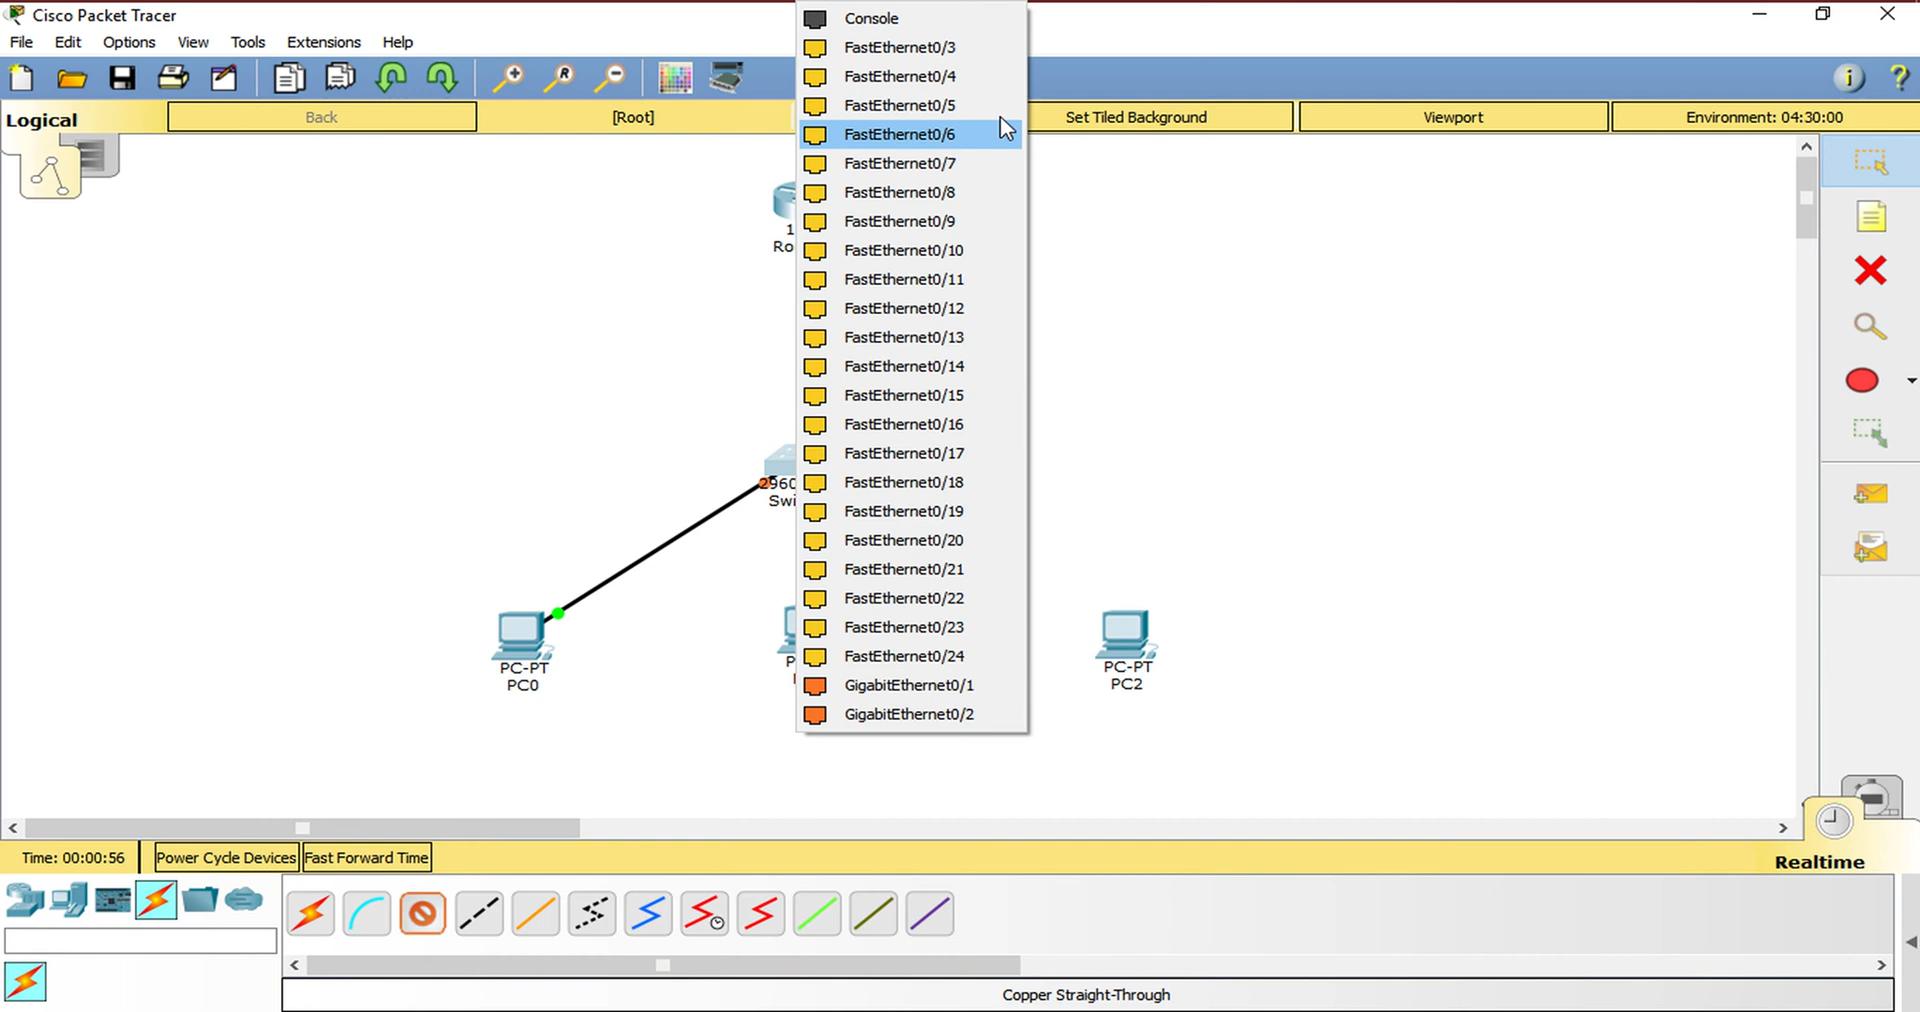 Cisco Packet Tracer
File Edit Options View Tools Extensions Help
Logical
Back
[Root]
Set Tiled Background
Viewport
Environment: 04:30:00
Console
FastEthernet0/3
FastEthernet0/4
FastEthernet0/5
FastEthernet0/6
FastEthernet0/7
FastEthernet0/8
FastEthernet0/9
FastEthernet0/10
FastEthernet0/11
FastEthernet0/12
FastEthernet0/13
FastEthernet0/14
FastEthernet0/15
FastEthernet0/16
FastEthernet0/17
FastEthernet0/18
FastEthernet0/19
FastEthernet0/20
FastEthernet0/21
FastEthernet0/22
FastEthernet0/23
FastEthernet0/24
GigabitEthernet0/1
GigabitEthernet0/2
1
Ro
2960
Swi
PC-PT
PC0
P
PC-PT
PC2
Time: 00:00:56
Power Cycle Devices
Fast Forward Time
Realtime
Copper Straight-Through